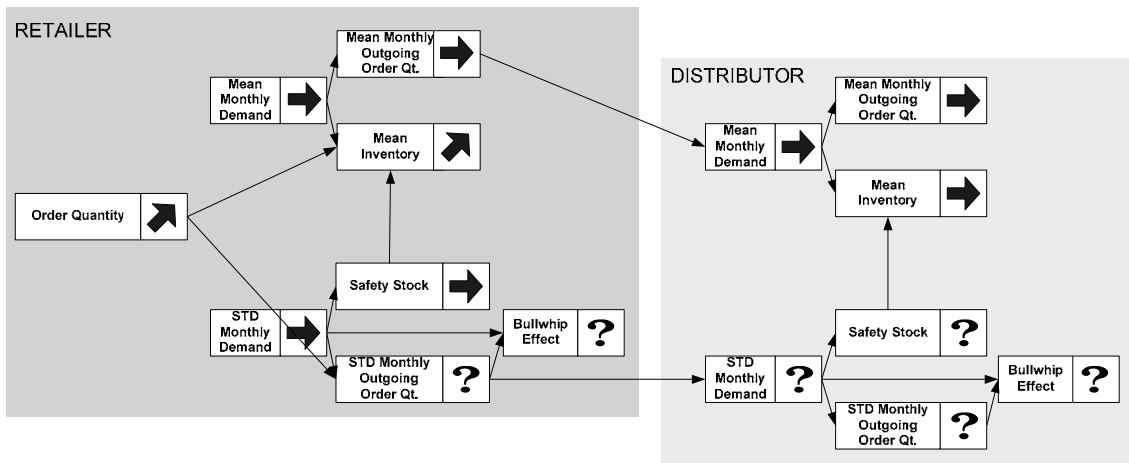 RETAILER
Mean Monthly
Outgoing
Order Qt.
Mean
Monthly
Demand
Mean
Inventory
Order Quantity
Safety Stock
STD
Monthly
Demand
Bullwhip
Effect
?
STD Monthly
Outgoing
Order Qt.
?
DISTRIBUTOR
Mean Monthly
Outgoing
Order Qt.
Mean
Monthly
Demand
Mean
Inventory
Safety Stock
?
STD
Monthly
Demand
?
Bullwhip
Effect
?
STD Monthly
Outgoing
Order Qt.
?